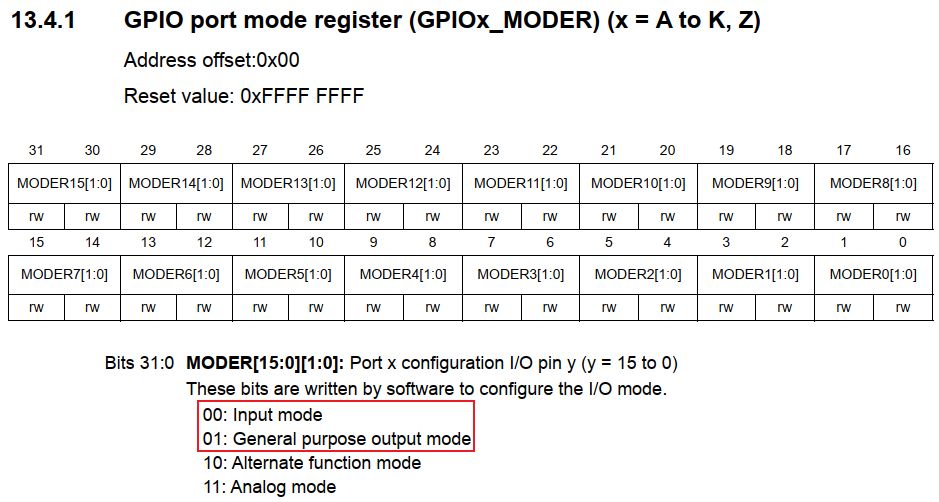 13.4.1 GPIO port mode register (GPIOx_MODER) (x = A to K, Z)
Address offset:0x00
Reset value: 0xFFFF FFFF
31 30 29 28 27 26 25 24 23 22 21 20 19 18 17 16
MODER15[1:0] MODER14[1:0] MODER13[1:0] MODER12[1:0] MODER11[1:0] MODER10[1:0] MODER9[1:0] MODER8[1:0]
rw rw rw rw rw rw rw rw rw rw rw rw rw rw rw rw
15 14 13 12 11 10 9 8 7 6 5 4 3 2 1 0
MODER7[1:0] MODER6[1:0] MODER5[1:0] MODER4[1:0] MODER3[1:0] MODER2[1:0] MODER1[1:0] MODER0[1:0]
rw rw rw rw rw rw rw rw rw rw rw rw rw rw rw rw
Bits 31:0 MODER[15:0][1:0]: Port x configuration I/O pin y (y = 15 to 0)
These bits are written by software to configure the I/O mode.
00: Input mode
01: General purpose output mode
10: Alternate function mode
11: Analog mode